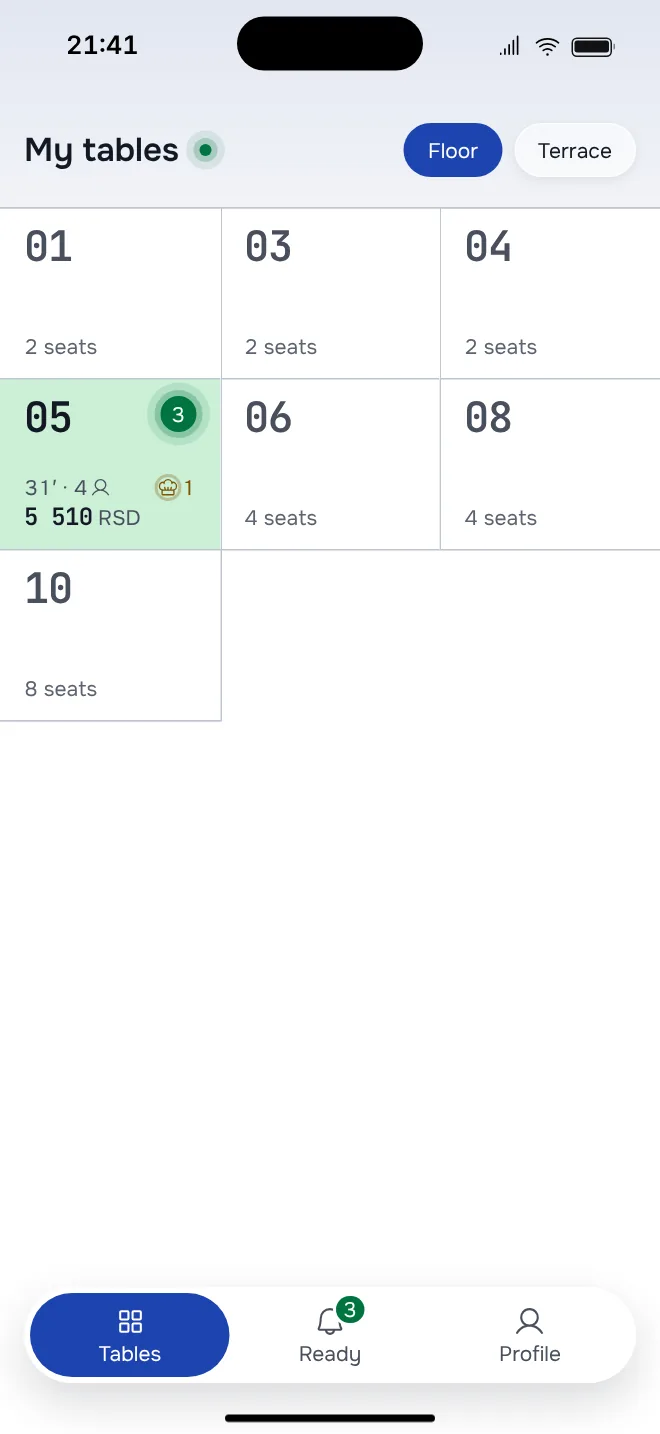 21:41
My tables
Floor
Terrace
01
03
04
2 seats
2 seats
2 seats
05
3
06
08
31′ · 4
1
5 510 RSD
4 seats
4 seats
10
8 seats
3
Tables
Ready
Profile